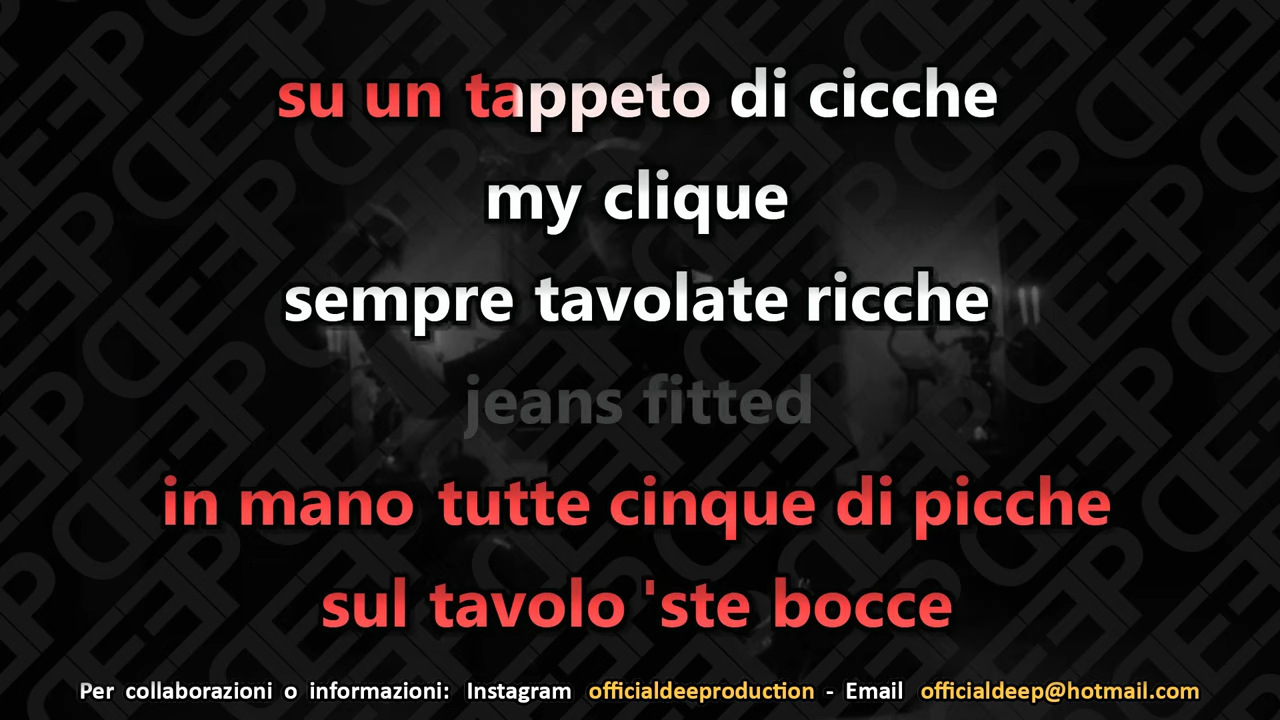 su un tappeto di cicche
my clique
sempre tavolate ricche
jeans fitted
in mano tutte cinque di picche
sul tavolo 'ste bocce
Per collaborazioni o informazioni: Instagram officialdeeproduction - Email officialdeep@hotmail.com